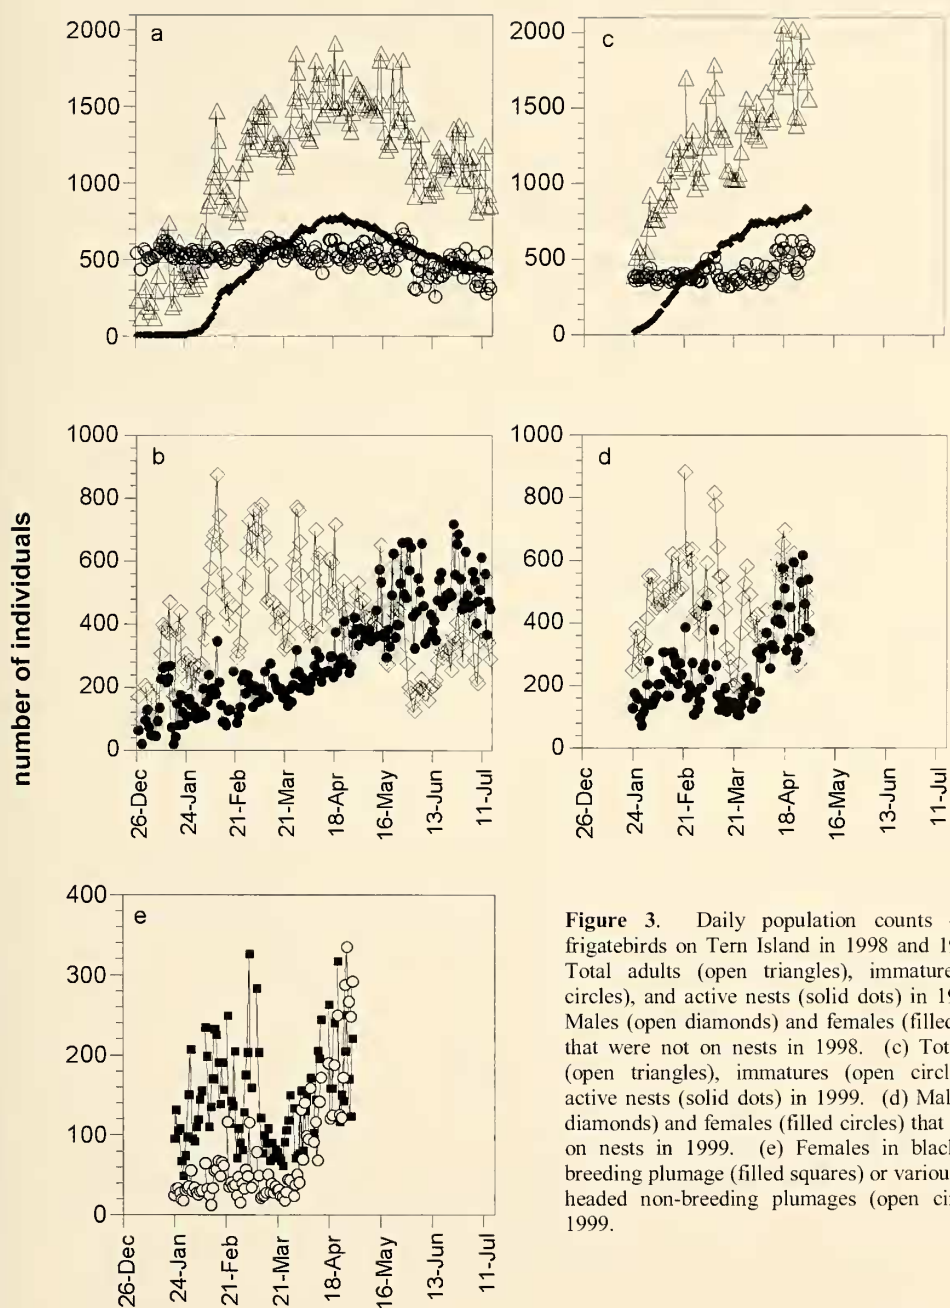 2000
1500
1000
500
0
a
2000
1500
1000
500
0
c
number of individuals
1000
800
600
400
200
0
b
26-Dec
24-Jan
21-Feb
21-Mar
18-Apr
16-May
13-Jun
11-Jul
1000
800
600
400
200
0
d
26-Dec
24-Jan
21-Feb
21-Mar
18-Apr
16-May
13-Jun
11-Jul
400
300
200
100
0
e
26-Dec
24-Jan
21-Feb
21-Mar
18-Apr
16-May
13-Jun
11-Jul
Figure 3. Daily population counts
frigatebirds on Tern Island in 1998 and
Total adults (open triangles), immature
circles), and active nests (solid dots) in
Males (open diamonds) and females (filled
that were not on nests in 1998. (c)
(open triangles), immatures (open
active nests (solid dots) in 1999. (d)
diamonds) and females (filled circles) that
on nests in 1999. (e) Females in
breeding plumage (filled squares) or
headed non-breeding plumages (open
1999.